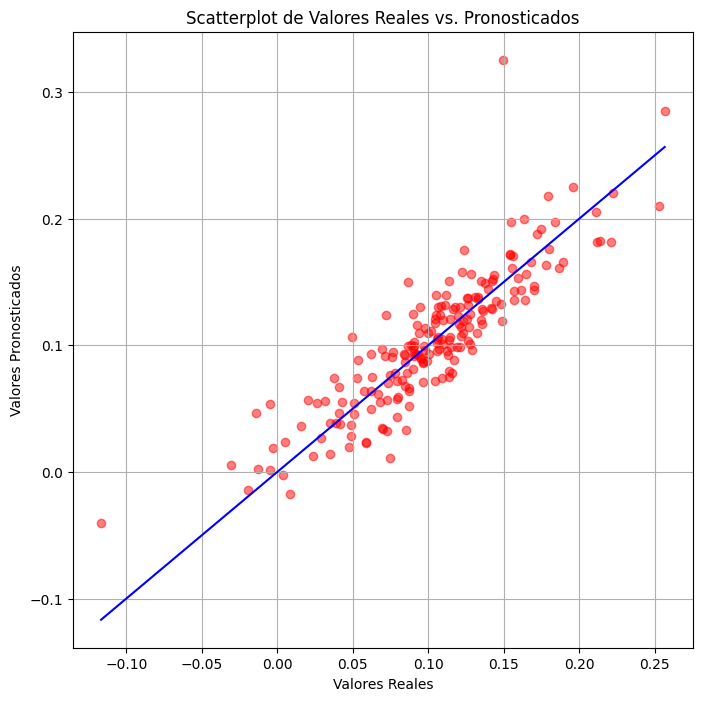 Scatterplot de Valores Reales vs. Pronosticados
0.3
0.2
0.1
0.0
−0.1
Valores Pronosticados
−0.10 −0.05 0.00 0.05 0.10 0.15 0.20 0.25
Valores Reales